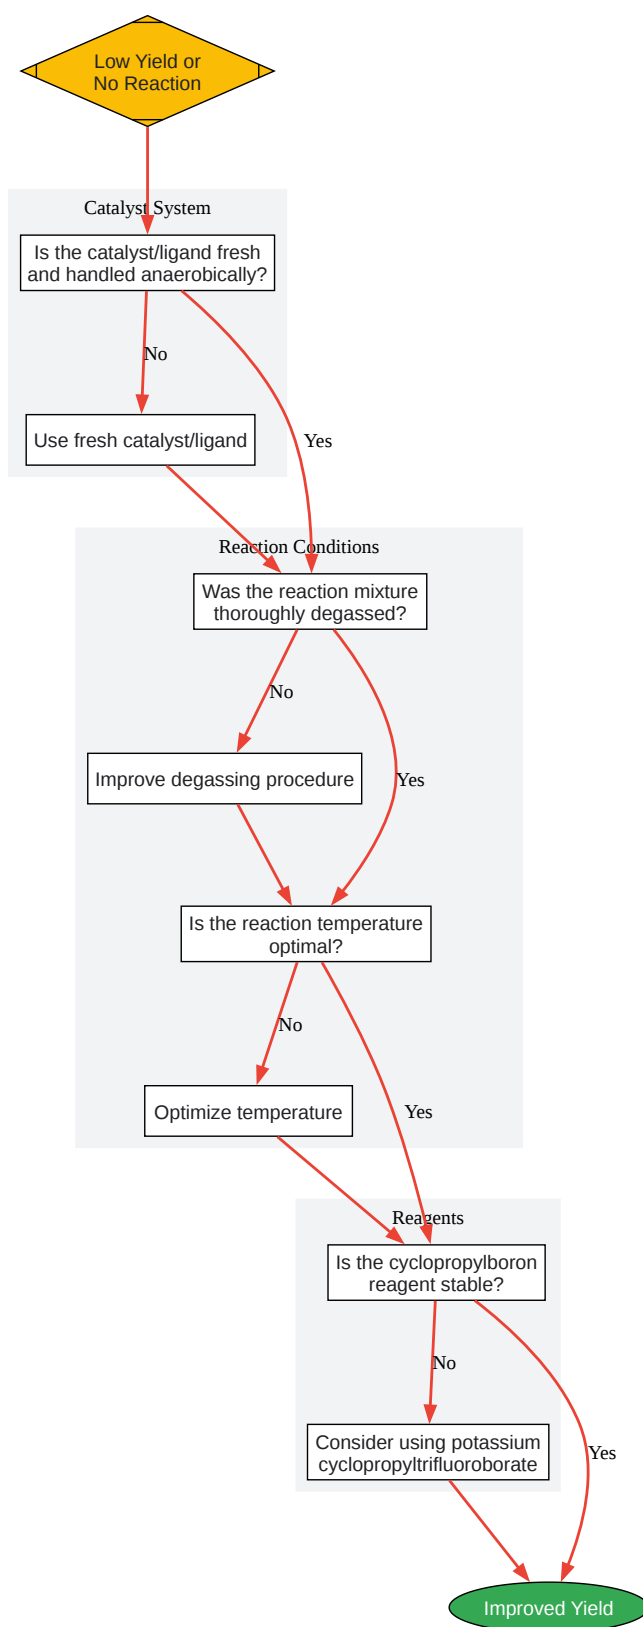 Low Yield or
No Reaction
Catalyst System
Is the catalyst/ligand fresh
and handled anaerobically?
No
Use fresh catalyst/ligand
Yes
Reaction Conditions
Was the reaction mixture
thoroughly degassed?
No
Improve degassing procedure
Yes
Is the reaction temperature
optimal?
No
Optimize temperature
Yes
Reagents
Is the cyclopropylboron
reagent stable?
No
Consider using potassium
cyclopropyltrifluoroborate
Yes
Improved Yield